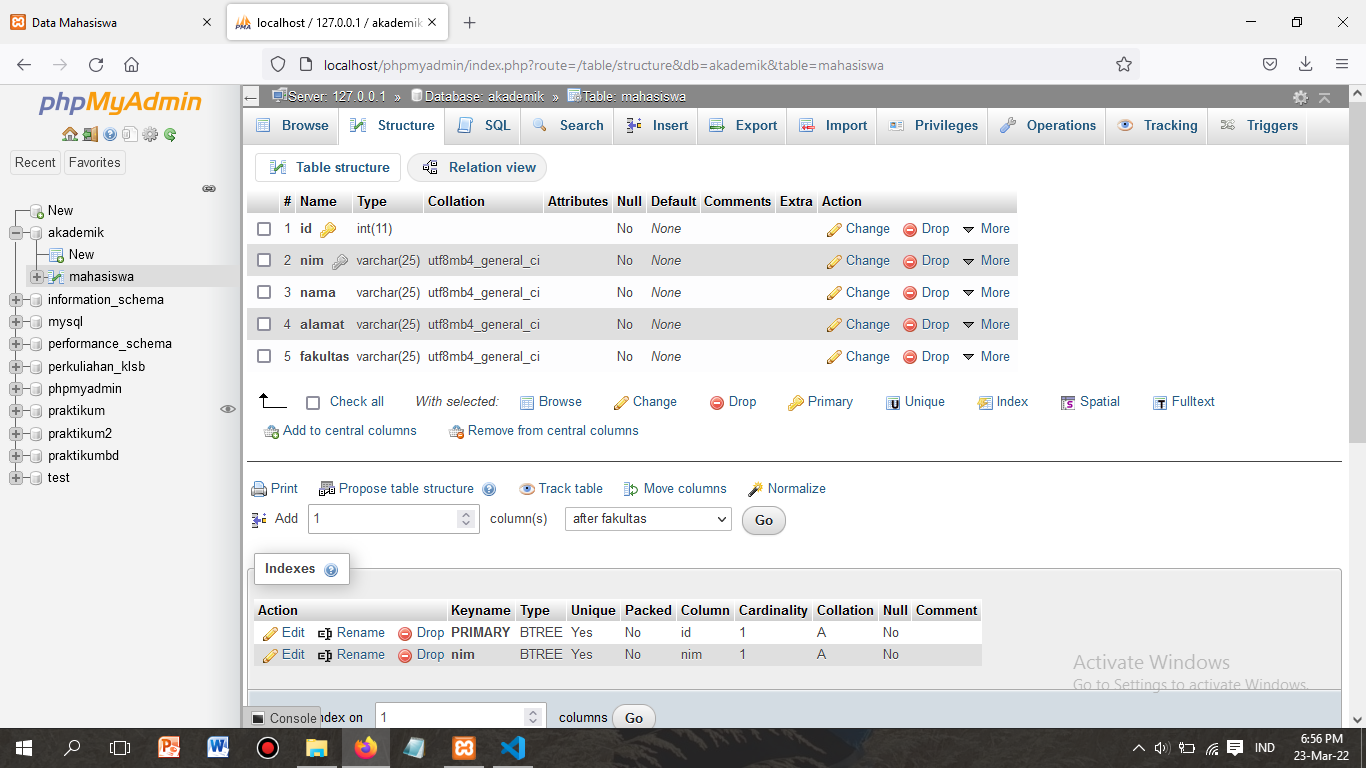 Data Mahasiswa
localhost / 127.0.0.1 / akademik
localhost/phpmyadmin/index.php?route=/table/structure&db=akademik&table=mahasiswa
phpMyAdmin
Recent Favorites
New
akademik
New
mahasiswa
information_schema
mysql
performance_schema
perkuliahan_klsb
phpmyadmin
praktikum
praktikum2
praktikumbd
test
Server: 127.0.0.1 » Database: akademik » Table: mahasiswa
Browse Structure SQL Search Insert Export Import Privileges Operations Tracking Triggers
Table structure Relation view
# Name Type Collation Attributes Null Default Comments Extra Action
1 id int(11) No None Change Drop More
2 nim varchar(25) utf8mb4_general_ci No None Change Drop More
3 nama varchar(25) utf8mb4_general_ci No None Change Drop More
4 alamat varchar(25) utf8mb4_general_ci No None Change Drop More
5 fakultas varchar(25) utf8mb4_general_ci No None Change Drop More
Check all With selected: Browse Change Drop Primary Unique Index Spatial Fulltext
Add to central columns Remove from central columns
Print Propose table structure Track table Move columns Normalize
Add 1 column(s) after fakultas Go
Indexes
Action Keyname Type Unique Packed Column Cardinality Collation Null Comment
Edit Rename Drop PRIMARY BTREE Yes No id 1 A No
Edit Rename Drop nim BTREE Yes No nim 1 A No
Activate Windows
Go to Settings to activate Windows.
Console ndex on 1 columns Go
IND
6:56 PM
23-Mar-22